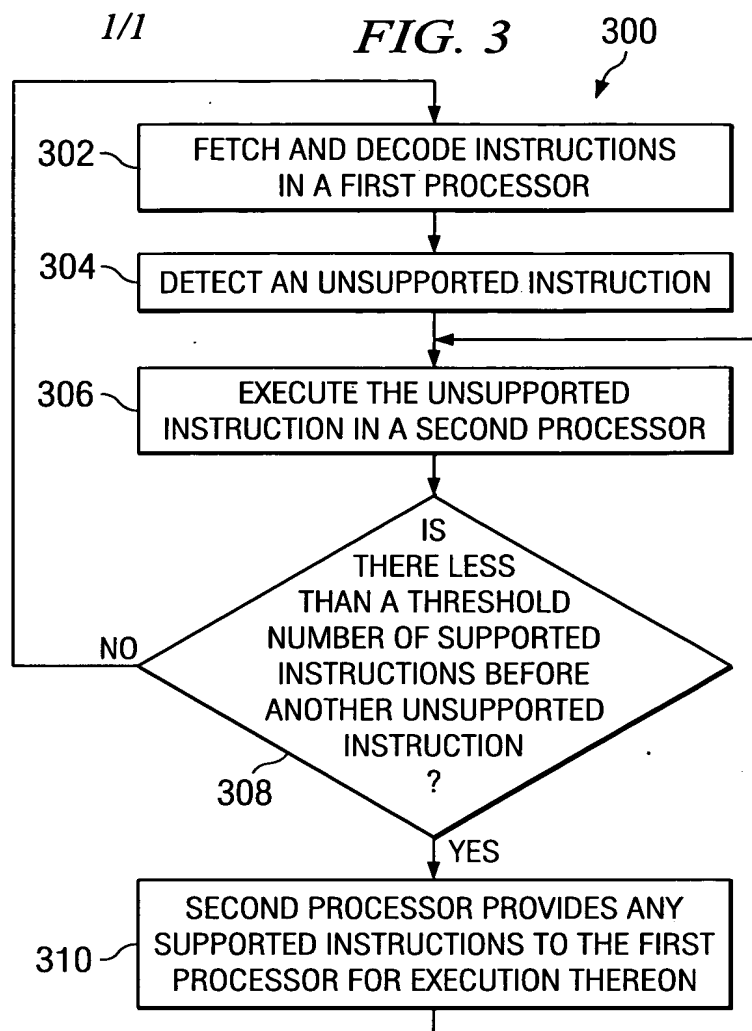 1/1
FIG. 3
300
302
FETCH AND DECODE INSTRUCTIONS
IN A FIRST PROCESSOR
304
DETECT AN UNSUPPORTED INSTRUCTION
306
EXECUTE THE UNSUPPORTED
INSTRUCTION IN A SECOND PROCESSOR
IS
THERE LESS
THAN A THRESHOLD
NUMBER OF SUPPORTED
INSTRUCTIONS BEFORE
ANOTHER UNSUPPORTED
INSTRUCTION
?
NO
308
YES
SECOND PROCESSOR PROVIDES ANY
SUPPORTED INSTRUCTIONS TO THE FIRST
PROCESSOR FOR EXECUTION THEREON
310